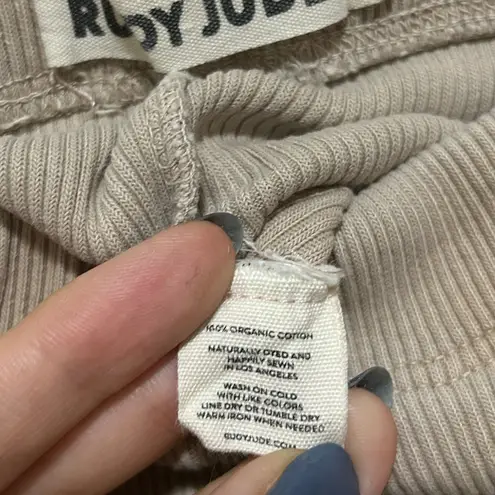 RUDY JUDE
100% ORGANIC COTTON
NATURALLY DYED AND
HAPPILY SEWN
IN LOS ANGELES
WASH ON COLD
WITH LIKE COLORS
LINE DRY OR TUMBLE DRY
WARM IRON WHEN NEEDED
RUDYJUDE.COM